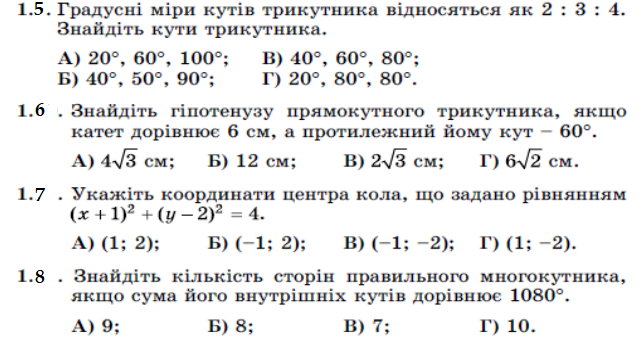 1.5. Градусні міри кутів трикутника відносяться як 2 : 3 : 4.
Знайдіть кути трикутника.
А) 20°, 60°, 100°; В) 40°, 60°, 80°;
Б) 40°, 50°, 90°; Г) 20°, 80°, 80°.
1.6 . Знайдіть гіпотенузу прямокутного трикутника, якщо
катет дорівнює 6 см, а протилежний йому кут – 60°.
А) 4√3 см; Б) 12 см; В) 2√3 см; Г) 6√2 см.
1.7 . Укажіть координати центра кола, що задано рівнянням
(x + 1)² + (y – 2)² = 4.
А) (1; 2); Б) (–1; 2); В) (–1; –2); Г) (1; –2).
1.8 . Знайдіть кількість сторін правильного многокутника,
якщо сума його внутрішніх кутів дорівнює 1080°.
А) 9; Б) 8; В) 7; Г) 10.